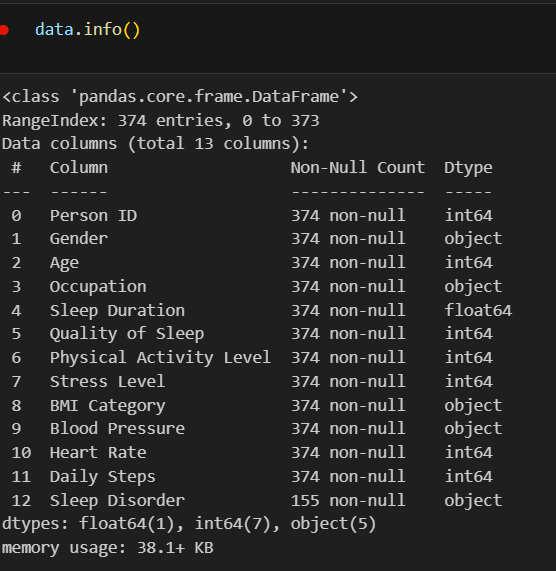 data.info()
<class 'pandas.core.frame.DataFrame'>
RangeIndex: 374 entries, 0 to 373
Data columns (total 13 columns):
 #   Column                   Non-Null Count  Dtype
---  ------                   --------------  -----
 0   Person ID                374 non-null    int64
 1   Gender                   374 non-null    object
 2   Age                      374 non-null    int64
 3   Occupation               374 non-null    object
 4   Sleep Duration           374 non-null    float64
 5   Quality of Sleep         374 non-null    int64
 6   Physical Activity Level  374 non-null    int64
 7   Stress Level             374 non-null    int64
 8   BMI Category             374 non-null    object
 9   Blood Pressure           374 non-null    object
 10  Heart Rate               374 non-null    int64
 11  Daily Steps              374 non-null    int64
 12  Sleep Disorder           155 non-null    object
dtypes: float64(1), int64(7), object(5)
memory usage: 38.1+ KB